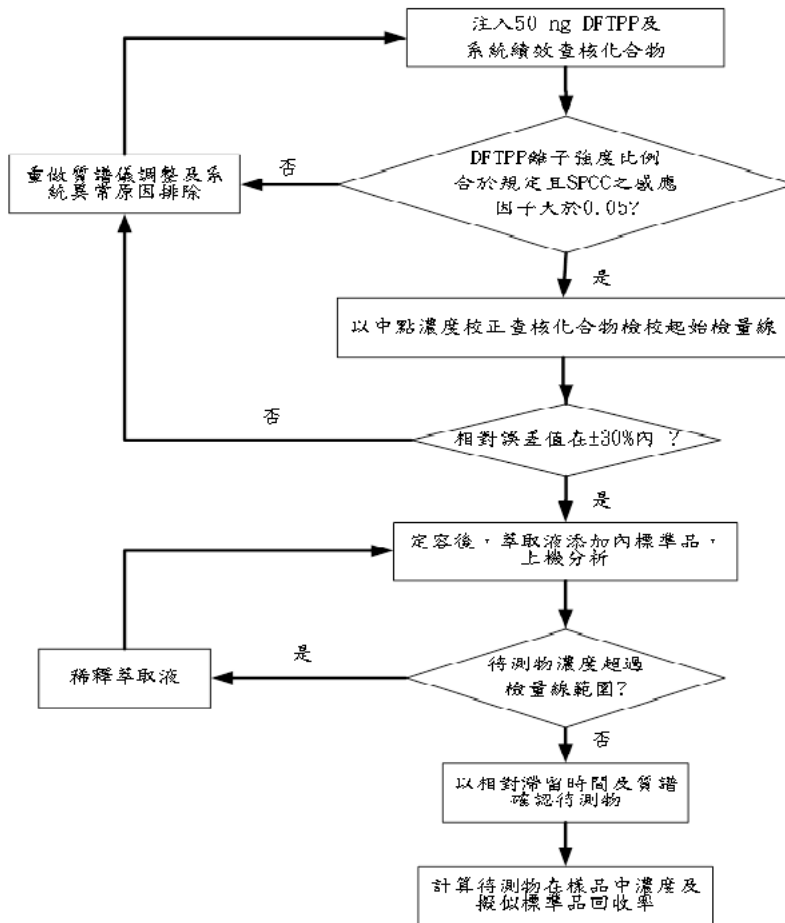 注入50 ng DFTPP及
系統績效查核化合物
DFTPP離子強度比例
合於規定且SPCC之感應
因子大於0.05?
否
重做質譜儀調整及系
統異常原因排除
是
以中點濃度校正查核化合物檢校起始檢量線
否
相對誤差值在±30%內 ?
是
定容後，萃取液添加內標準品，
上機分析
是
稀釋萃取液
待測物濃度超過
檢量線範圍?
否
以相對滯留時間及質譜
確認待測物
計算待測物在樣品中濃度及
擬似標準品回收率